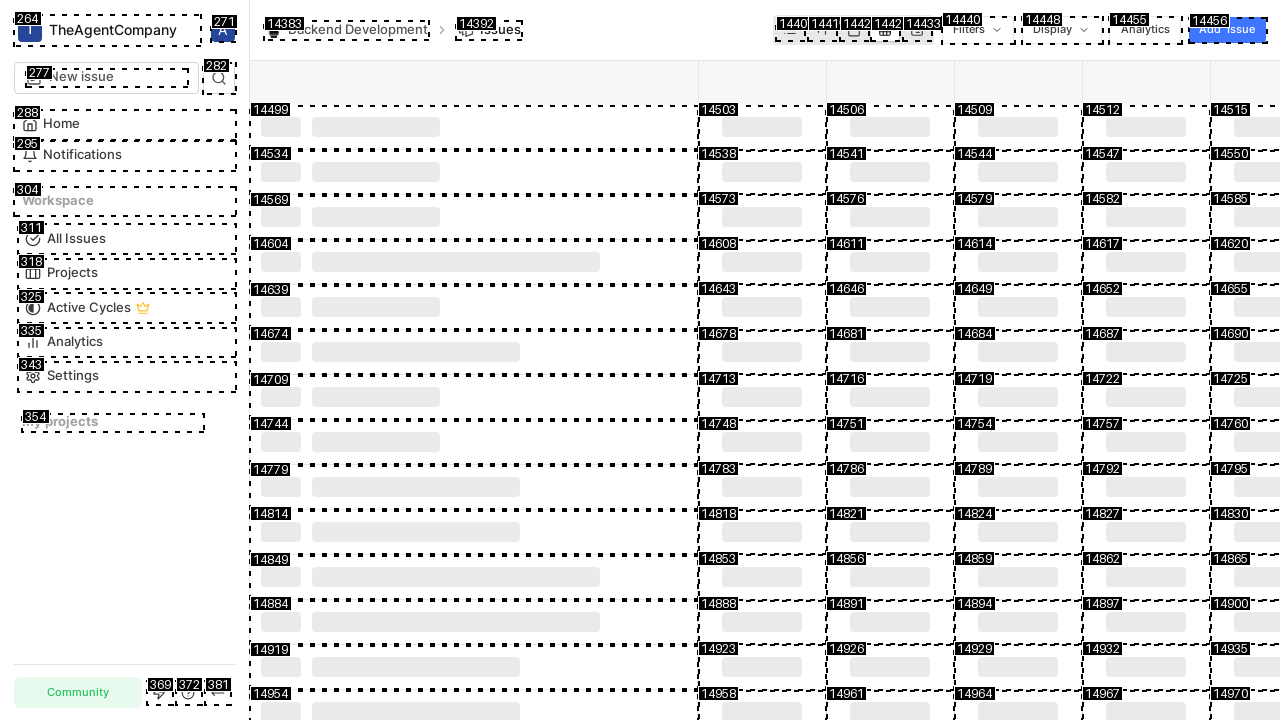 264
TheAgentCompany
271
277
New issue
282
288
Home
295
Notifications
304
Workspace
311
All Issues
318
Projects
325
Active Cycles
335
Analytics
343
Settings
354
My projects
Community
369 372 381
14383
Backend Development
14392
Issues
1440 1441 1442 1442 14433
14440
Filters
14448
Display
14455
Analytics
14456
Add Issue
14499 14503 14506 14509 14512 14515
14534 14538 14541 14544 14547 14550
14569 14573 14576 14579 14582 14585
14604 14608 14611 14614 14617 14620
14639 14643 14646 14649 14652 14655
14674 14678 14681 14684 14687 14690
14709 14713 14716 14719 14722 14725
14744 14748 14751 14754 14757 14760
14779 14783 14786 14789 14792 14795
14814 14818 14821 14824 14827 14830
14849 14853 14856 14859 14862 14865
14884 14888 14891 14894 14897 14900
14919 14923 14926 14929 14932 14935
14954 14958 14961 14964 14967 14970